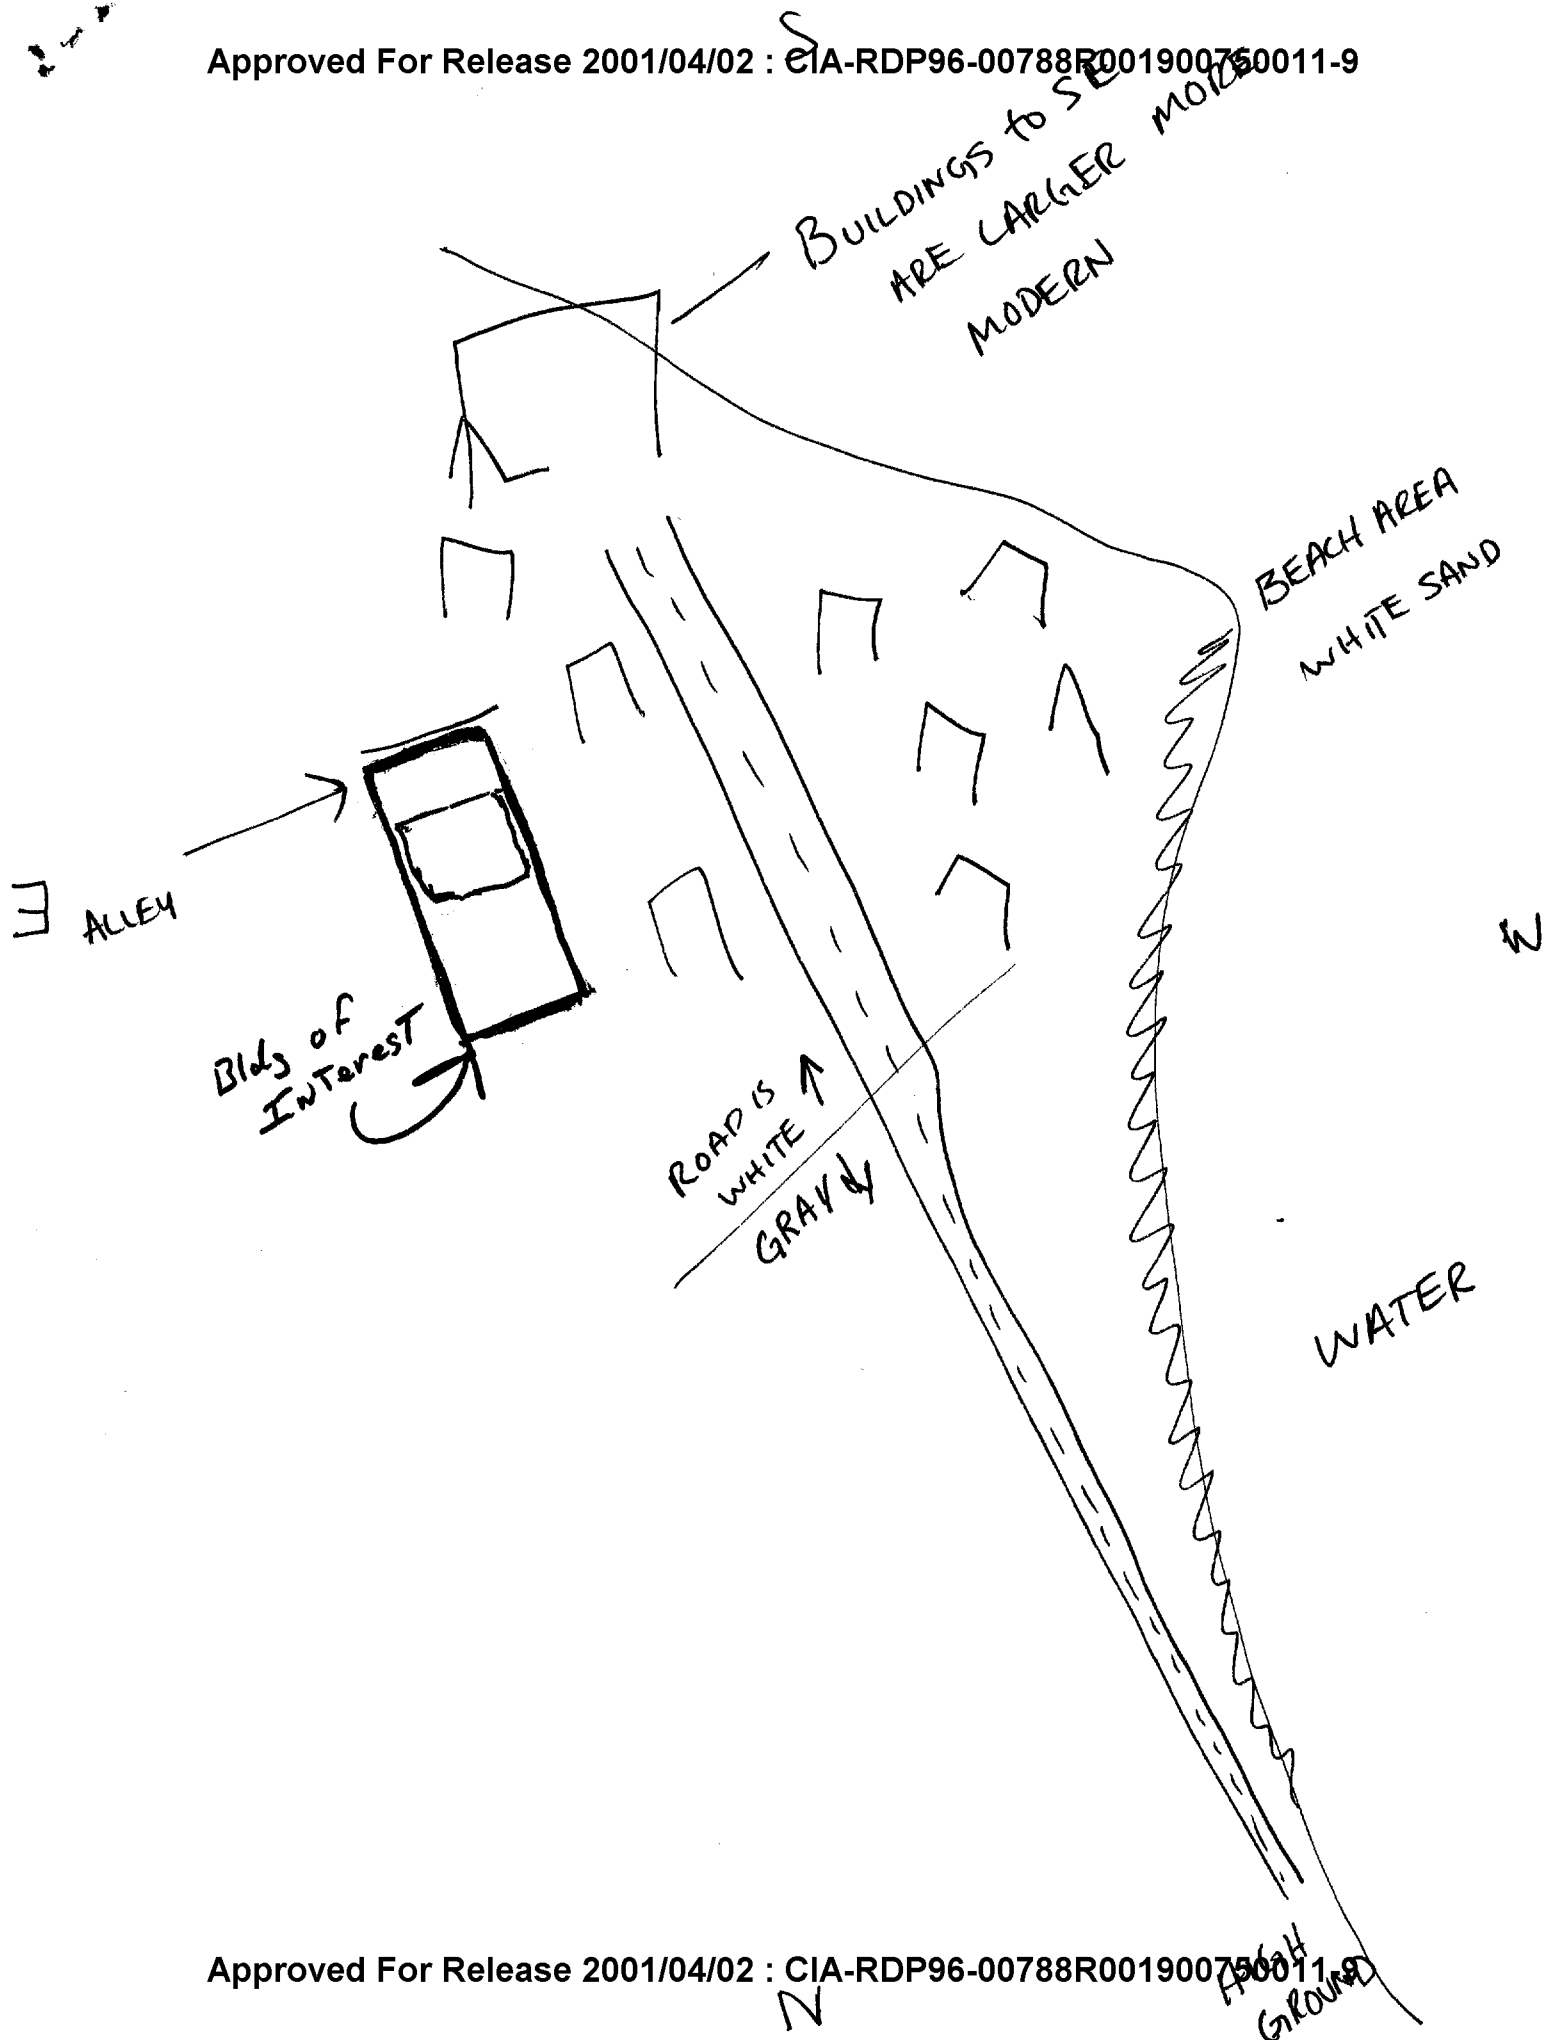 S
Approved For Release 2001/04/02 : CIA-RDP96-00788R001900750011-9
BUILDINGS to SE
ARE LARGER MORE
MODERN
BEACH AREA
WHITE SAND
E
ALLEY
W
Bldg of
INTeresT
ROAD IS
WHITE
GRAY
WATER
HIGH
GROUND
Approved For Release 2001/04/02 : CIA-RDP96-00788R001900750011-9
N